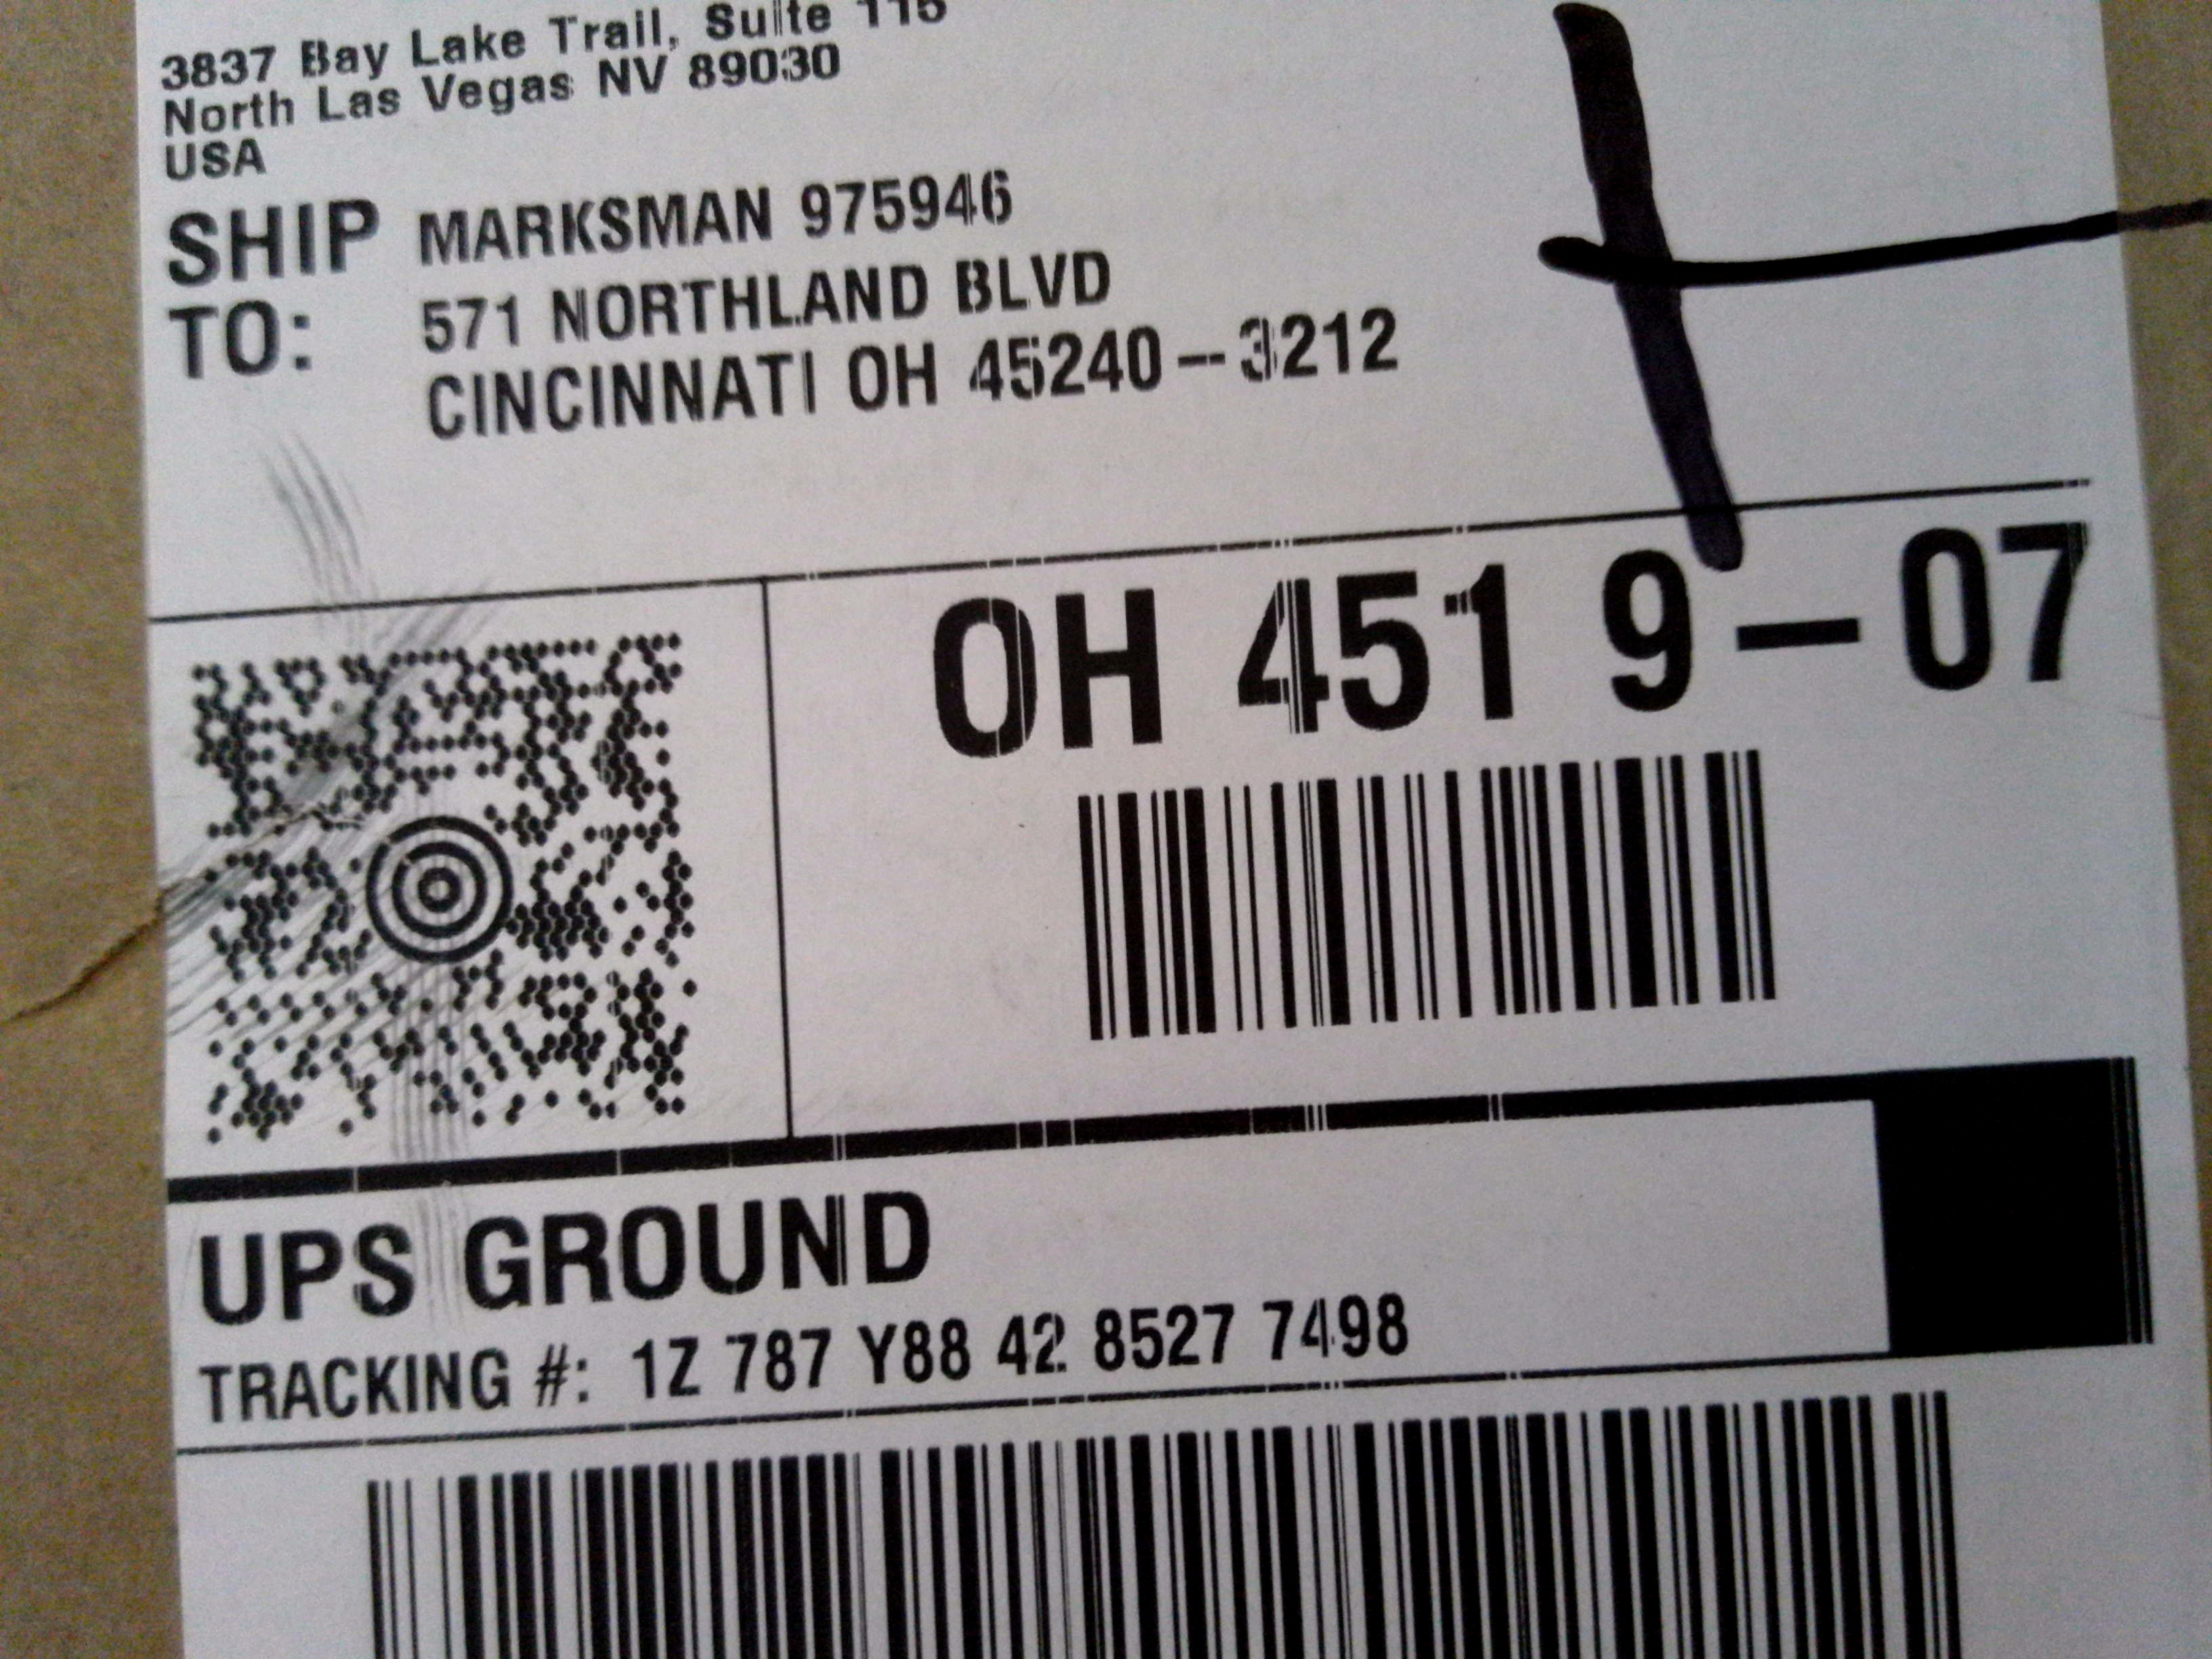 3837 Bay Lake Trail, Suite 115
North Las Vegas NV 89030
USA
SHIP TO: MARKSMAN 975946
571 NORTHLAND BLVD
CINCINNATI OH 45240-3212
OH 451 9-07
UPS GROUND
TRACKING #: 1Z 787 Y88 42 8527 7498